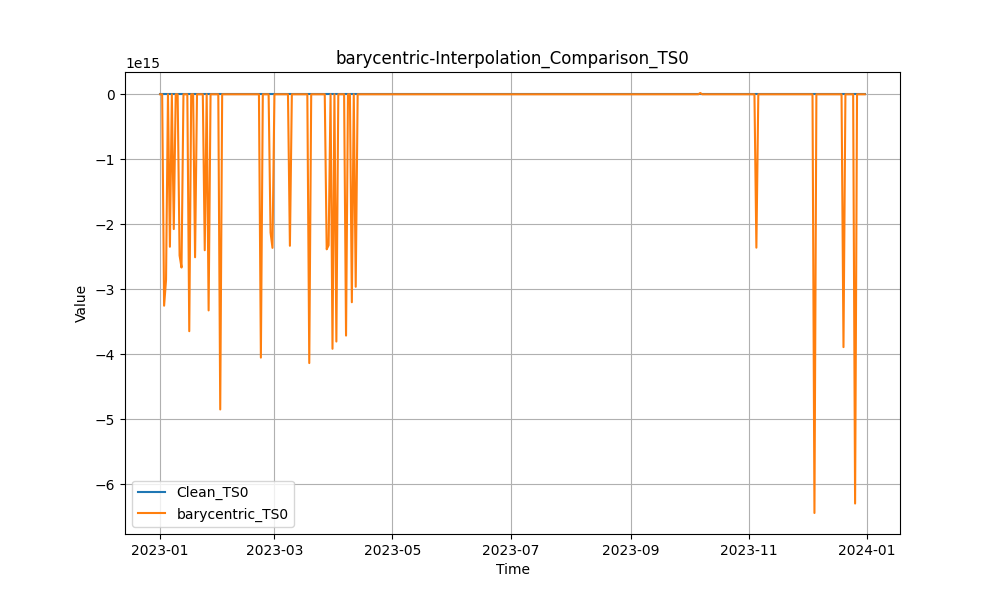 barycentric-Interpolation_Comparison_TS0
1e15
0
−1
−2
−3
−4
−5
−6
Value
Clean_TS0
barycentric_TS0
2023-01 2023-03 2023-05 2023-07 2023-09 2023-11 2024-01
Time